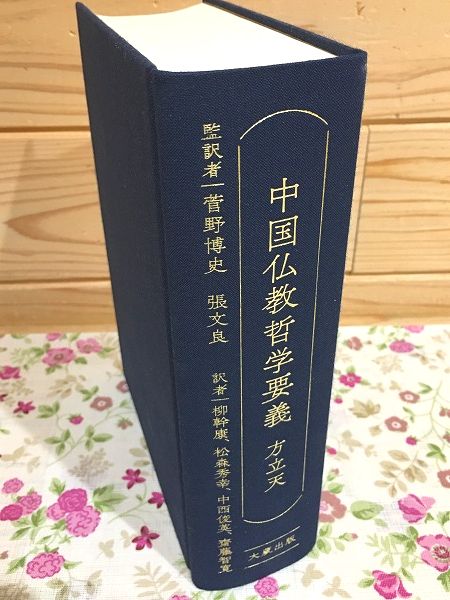 中国仏教哲学要義 方立天
監訳者|菅野博史 張文良
訳者|柳幹康、松森秀幸、中西俊英、齋藤智寛
大蔵出版